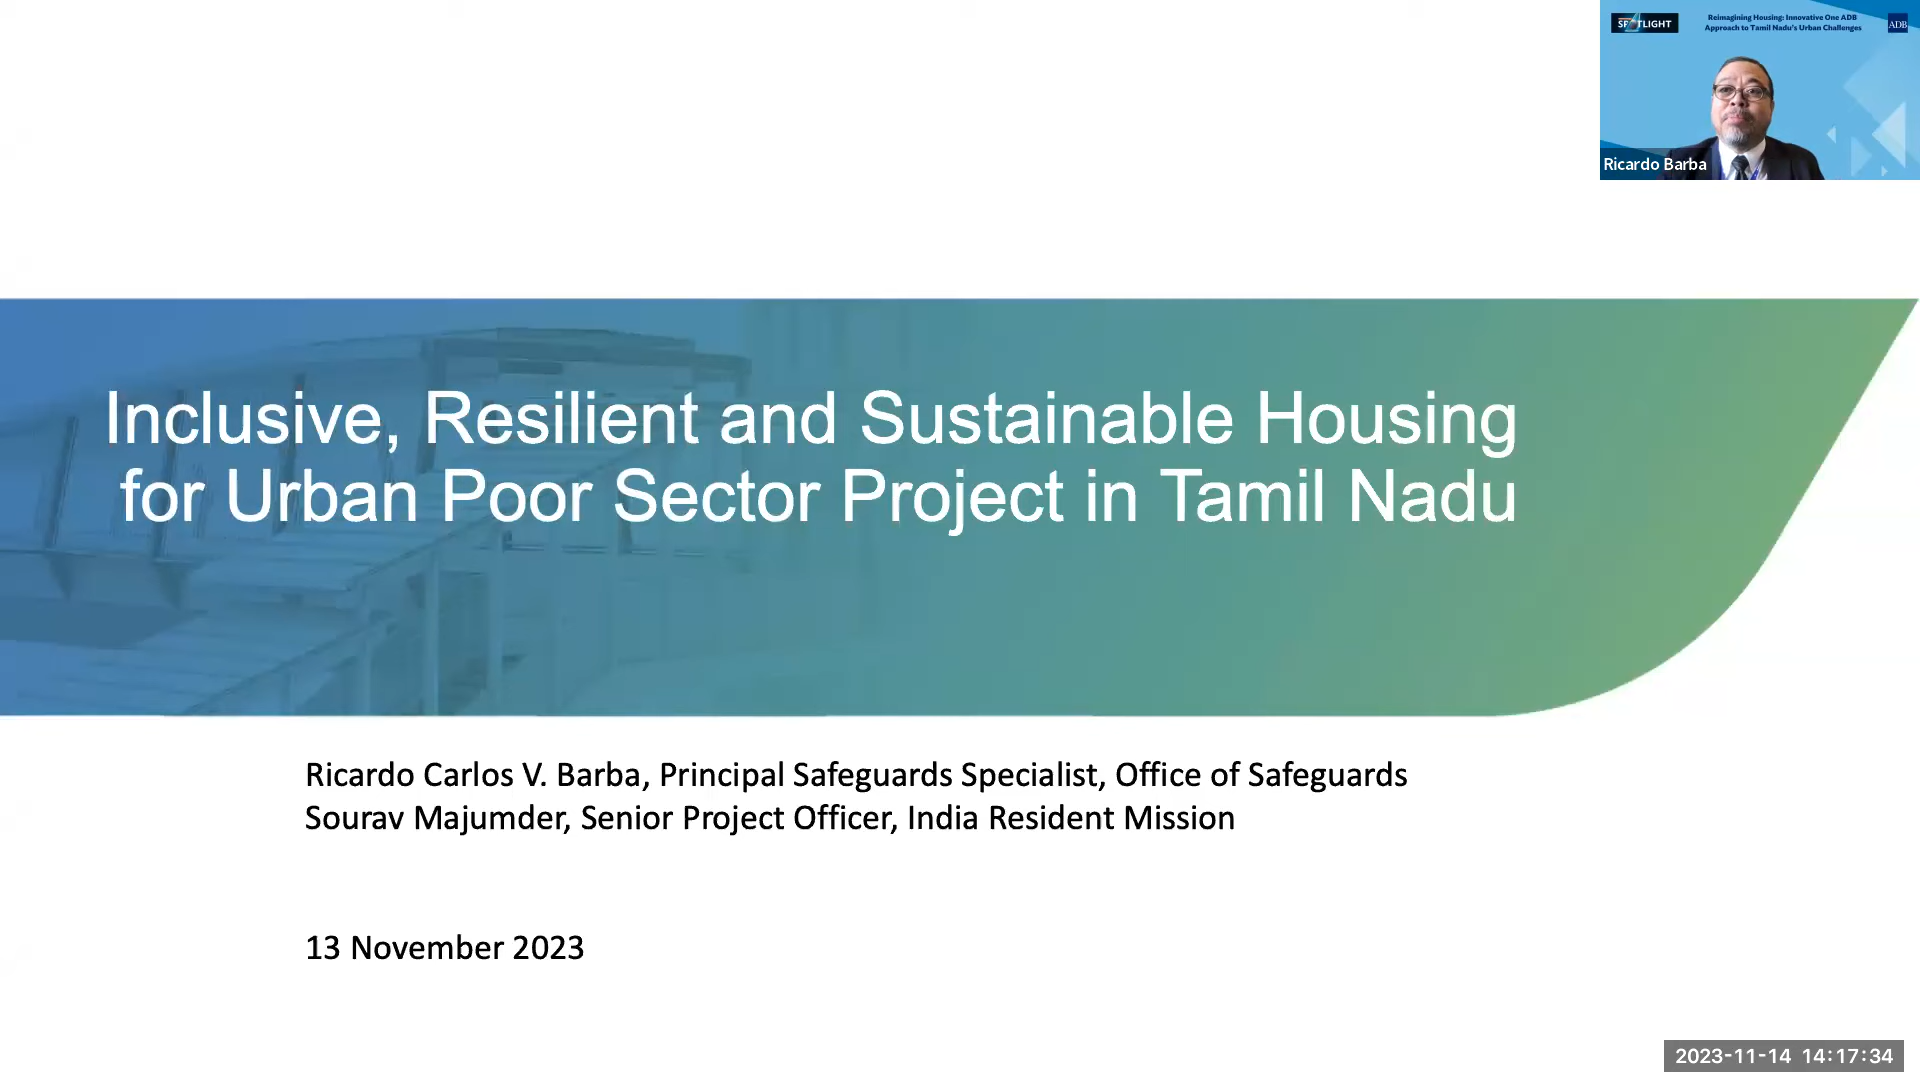 SPOTLIGHT
Reimagining Housing: Innovative One ADB
Approach to Tamil Nadu's Urban Challenges
ADB
Ricardo Barba
Inclusive, Resilient and Sustainable Housing
for Urban Poor Sector Project in Tamil Nadu
Ricardo Carlos V. Barba, Principal Safeguards Specialist, Office of Safeguards
Sourav Majumder, Senior Project Officer, India Resident Mission
13 November 2023
2023-11-14 14:17:34